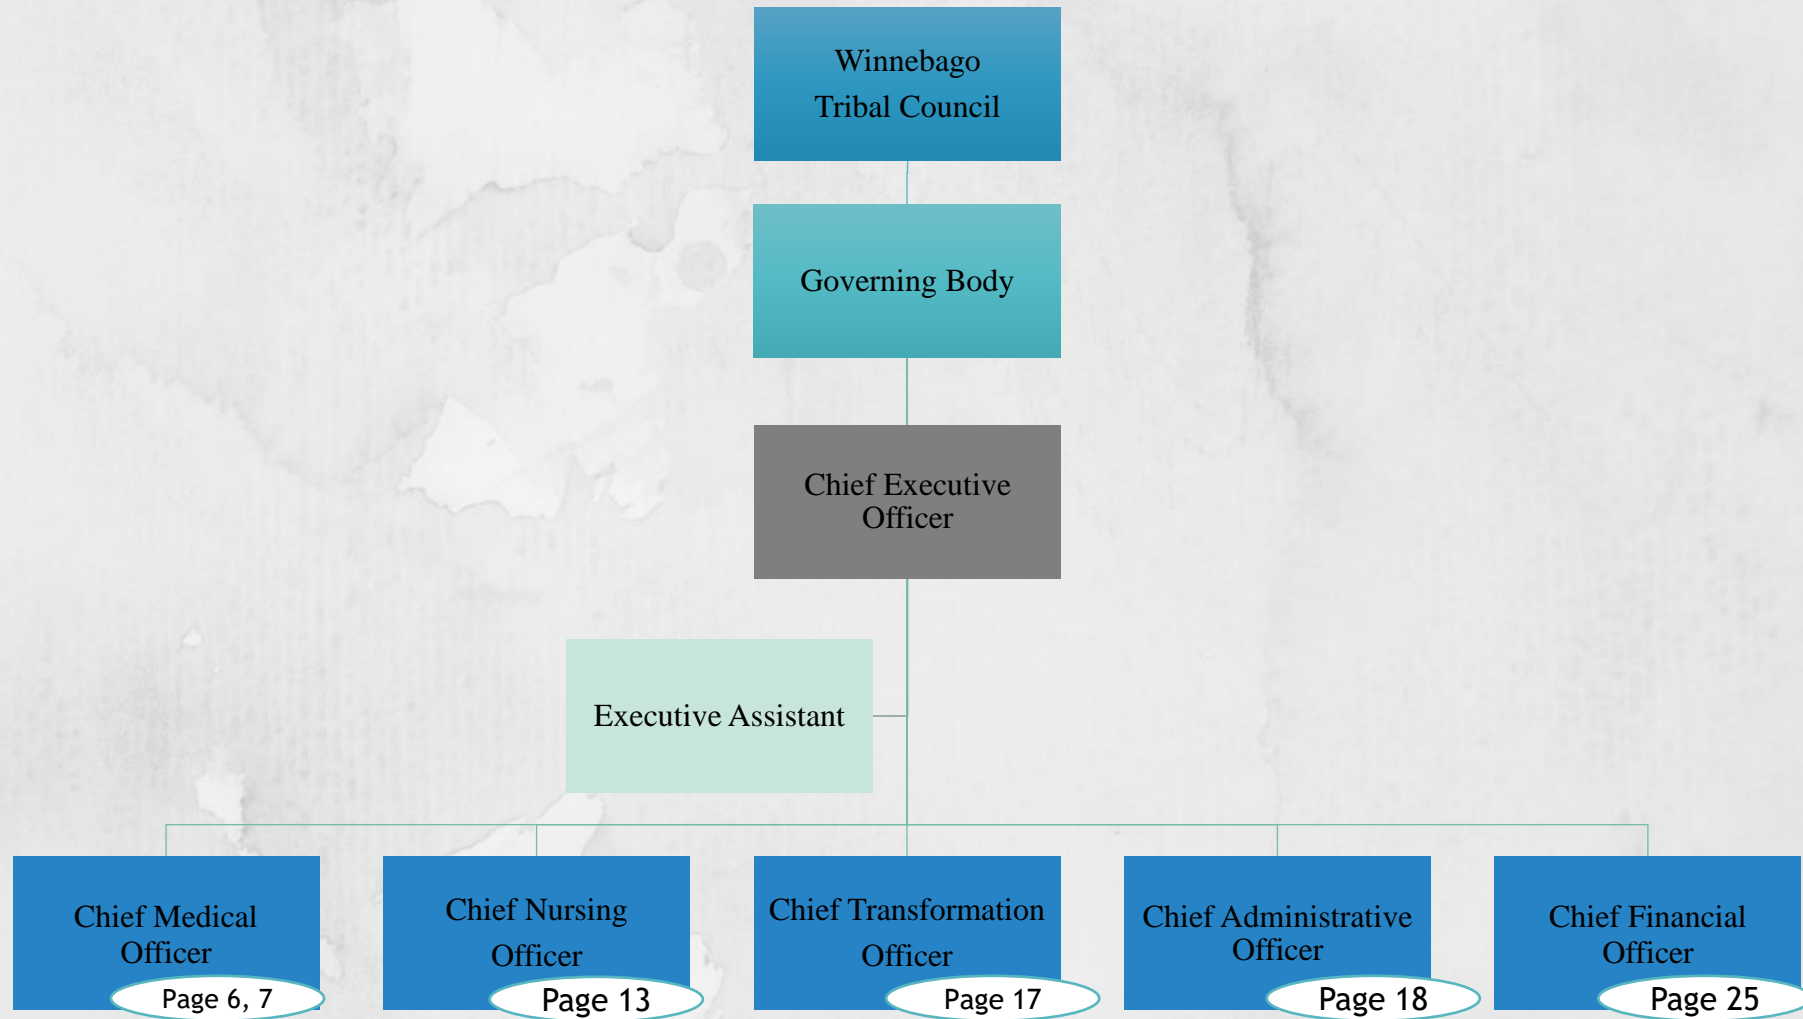 Winnebago
Tribal Council
Governing Body
Chief Executive
Officer
Executive Assistant
Chief Medical
Officer
Page 6, 7
Chief Nursing
Officer
Page 13
Chief Transformation
Officer
Page 17
Chief Administrative
Officer
Page 18
Chief Financial
Officer
Page 25